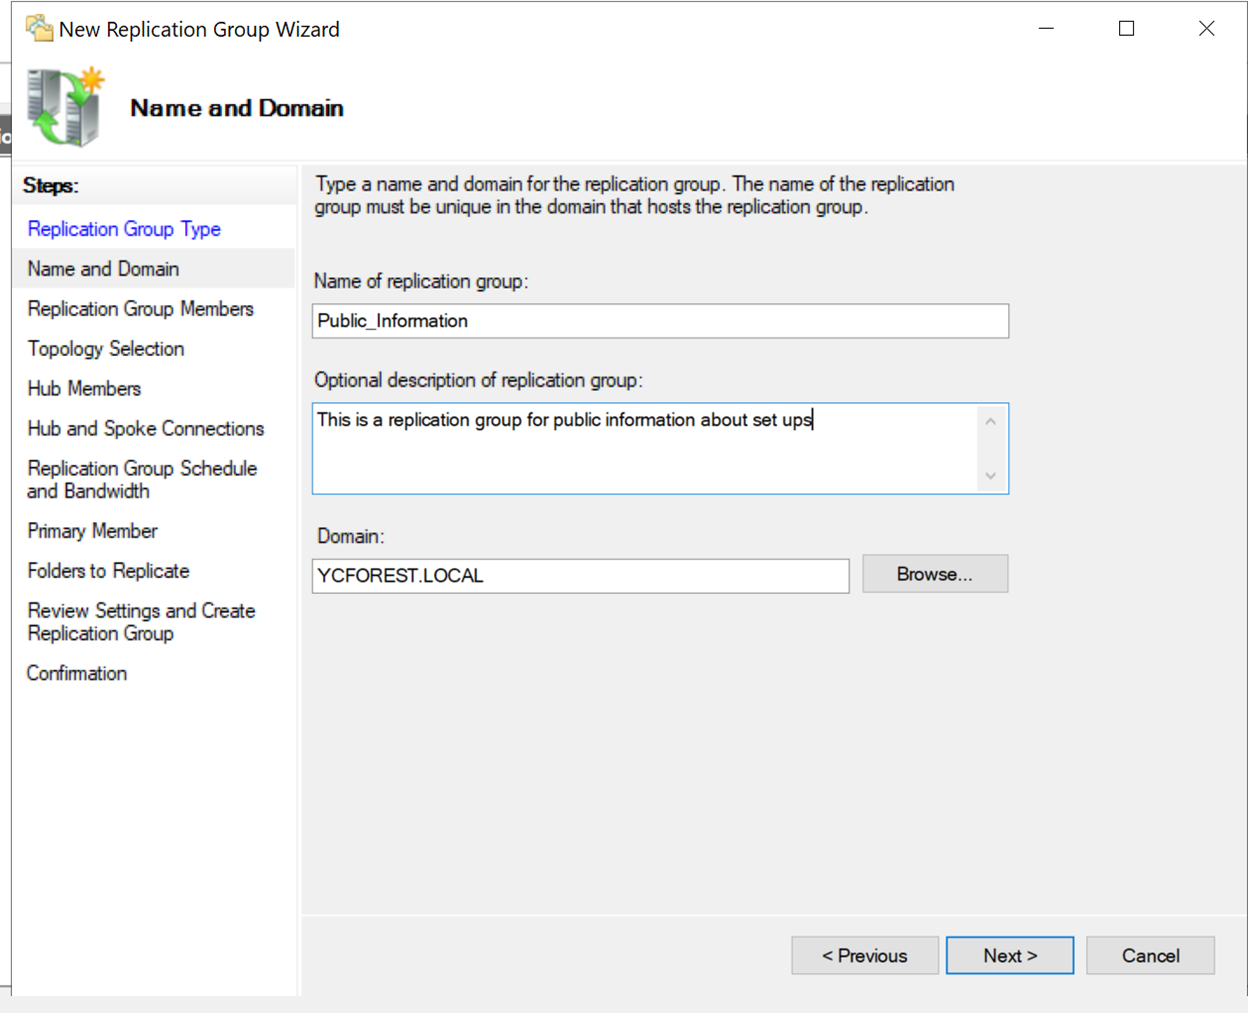 New Replication Group Wizard
Name and Domain
Steps:
Replication Group Type
Name and Domain
Replication Group Members
Topology Selection
Hub Members
Hub and Spoke Connections
Replication Group Schedule
and Bandwidth
Primary Member
Folders to Replicate
Review Settings and Create
Replication Group
Confirmation
Type a name and domain for the replication group. The name of the replication
group must be unique in the domain that hosts the replication group.
Name of replication group:
Public_Information
Optional description of replication group:
This is a replication group for public information about set ups
Domain:
YCFOREST.LOCAL
Browse...
< Previous
Next >
Cancel